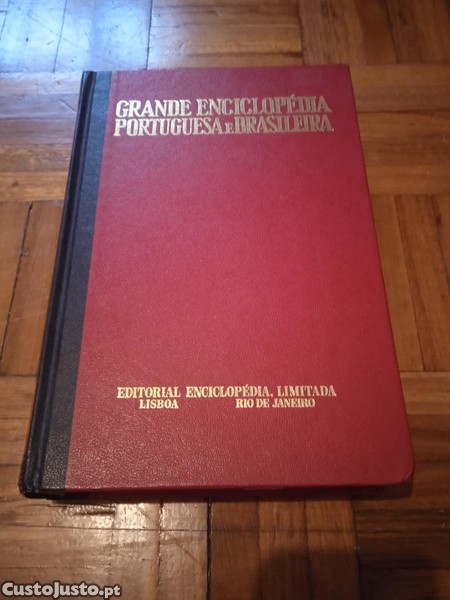 GRANDE ENCICLOPÉDIA
PORTUGUESA E BRASILEIRA
EDITORIAL ENCICLOPÉDIA, LIMITADA
LISBOA RIO DE JANEIRO
CustoJusto.pt